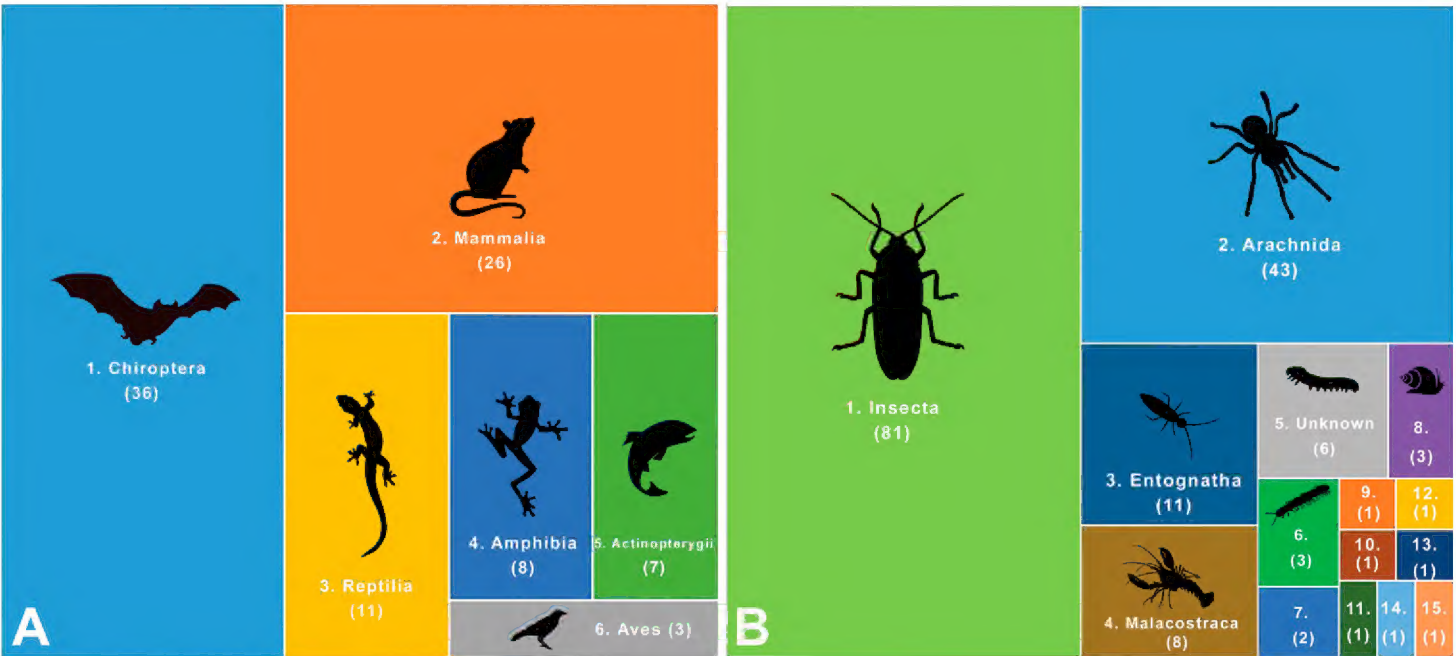 1. Chiroptera
(36)
2. Mammalia
(26)
3. Reptilia
(11)
4. Amphibia
(8)
5. Actinopterygii
(7)
6. Aves (3)
A
1. Insecta
(81)
2. Arachnida
(43)
3. Entognatha
(11)
4. Malacostraca
(8)
5. Unknown
(6)
6.
(3)
7.
(2)
8.
(3)
9.
(1)
10.
(1)
11.
(1)
12.
(1)
13.
(1)
14.
(1)
15.
(1)
B